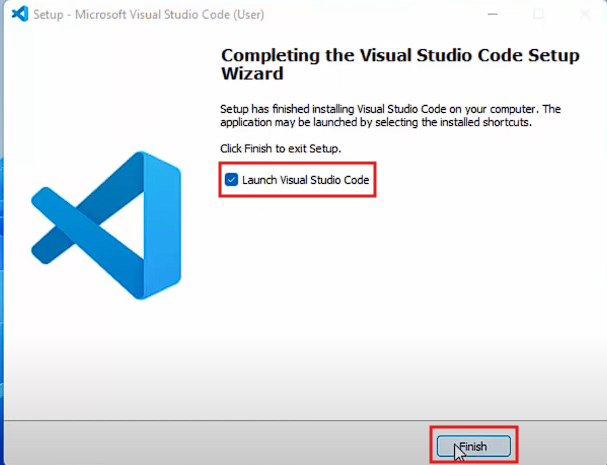 Setup - Microsoft Visual Studio Code (User)
Completing the Visual Studio Code Setup
Wizard
Setup has finished installing Visual Studio Code on your computer. The
application may be launched by selecting the installed shortcuts.
Click Finish to exit Setup.
Launch Visual Studio Code
Finish